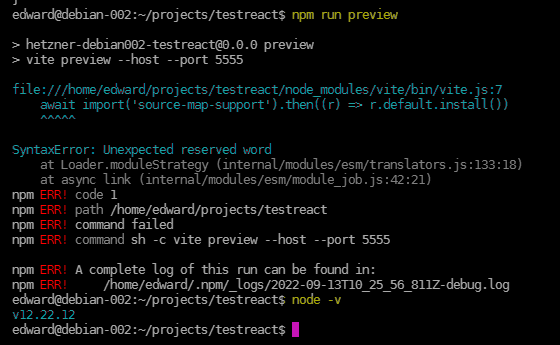 edward@debian-002:~/projects/testreact$ npm run preview
> hetzner-debian002-testreact@0.0.0 preview
> vite preview --host --port 5555
file:///home/edward/projects/testreact/node_modules/vite/bin/vite.js:7
    await import('source-map-support').then((r) => r.default.install())
    ^^^^^
SyntaxError: Unexpected reserved word
    at Loader.moduleStrategy (internal/modules/esm/translators.js:133:18)
    at async link (internal/modules/esm/module_job.js:42:21)
npm ERR! code 1
npm ERR! path /home/edward/projects/testreact
npm ERR! command failed
npm ERR! command sh -c vite preview --host --port 5555
npm ERR! A complete log of this run can be found in:
npm ERR!     /home/edward/.npm/_logs/2022-09-13T10_25_56_811Z-debug.log
edward@debian-002:~/projects/testreact$ node -v
v12.22.12
edward@debian-002:~/projects/testreact$